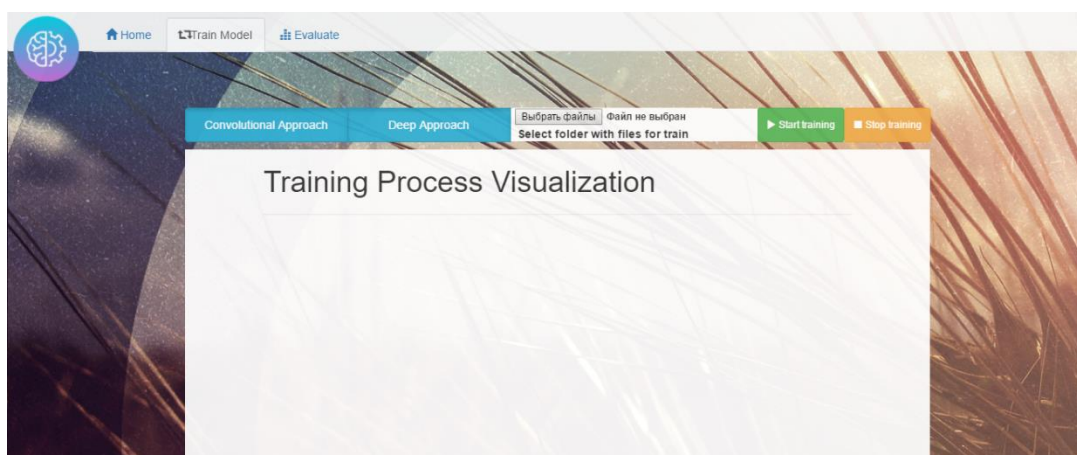 Home
Train Model
Evaluate
Convolutional Approach
Deep Approach
Выбрать файлы Файл не выбран
Select folder with files for train
Start training
Stop training
Training Process Visualization